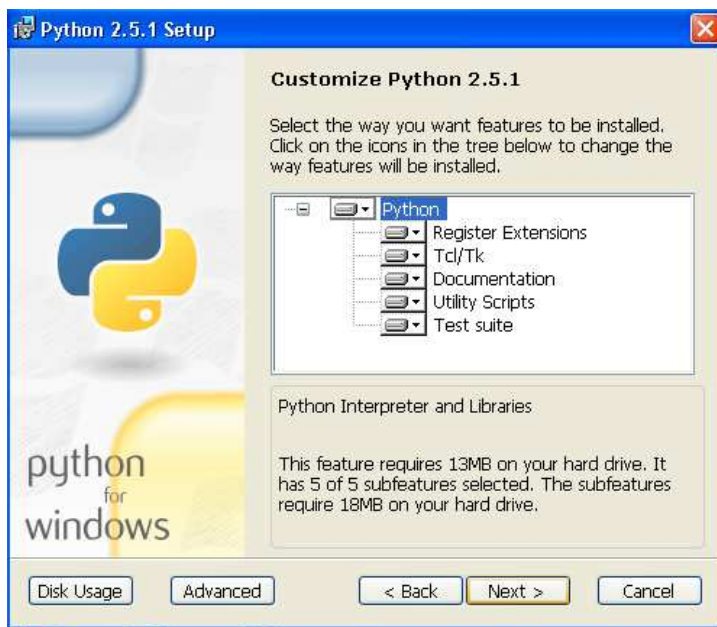 Python 2.5.1 Setup
Customize Python 2.5.1
Select the way you want features to be installed.
Click on the icons in the tree below to change the
way features will be installed.
Python
Register Extensions
Tcl/Tk
Documentation
Utility Scripts
Test suite
Python Interpreter and Libraries
This feature requires 13MB on your hard drive. It
has 5 of 5 subfeatures selected. The subfeatures
require 18MB on your hard drive.
python
for
windows
Disk Usage
Advanced
< Back
Next >
Cancel